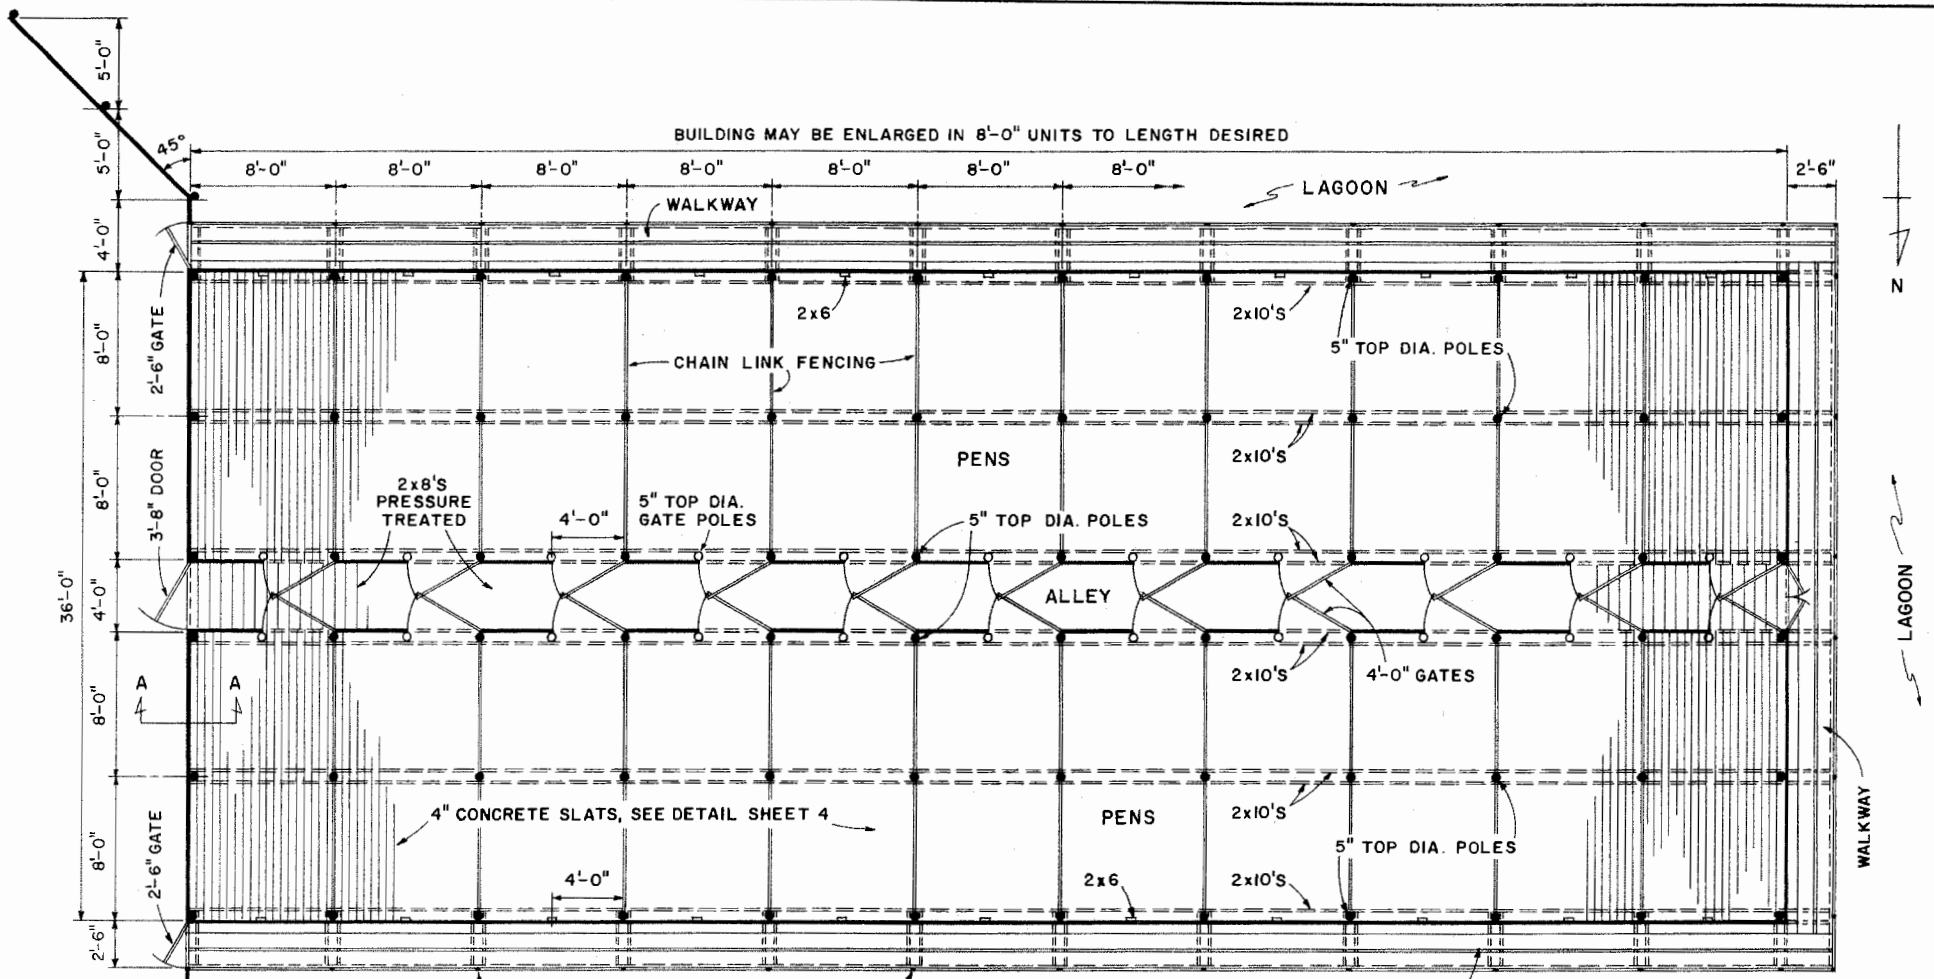 5'-0"
5'-0"
45°
BUILDING MAY BE ENLARGED IN 8'-0" UNITS TO LENGTH DESIRED
8'-0"
8'-0"
8'-0"
8'-0"
8'-0"
8'-0"
8'-0"
2'-6"
LAGOON
WALKWAY
4'-0"
N
2'-6" GATE
8'-0"
2x6
2x10'S
CHAIN LINK FENCING
5" TOP DIA. POLES
2x10'S
PENS
3'-8" DOOR
8'-0"
2x8'S
PRESSURE
TREATED
4'-0"
5" TOP DIA.
GATE POLES
5" TOP DIA. POLES
2x10'S
36'-0"
4'-0"
ALLEY
LAGOON
2x10'S
4'-0" GATES
A
A
8'-0"
4" CONCRETE SLATS, SEE DETAIL SHEET 4
PENS
2x10'S
5" TOP DIA. POLES
WALKWAY
2'-6" GATE
8'-0"
4'-0"
2x6
2x10'S
2'-6"